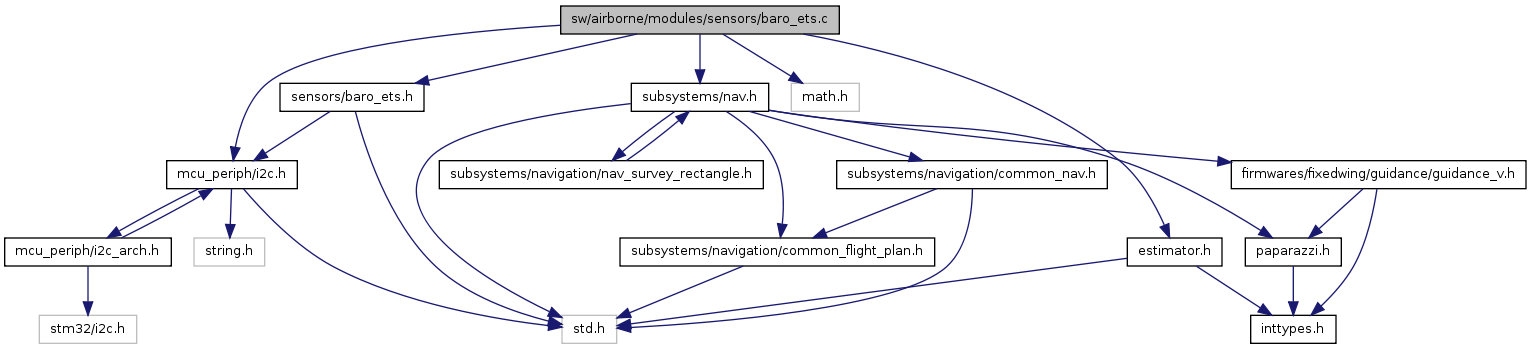 sw/airborne/modules/sensors/baro_ets.c
sensors/baro_ets.h
subsystems/nav.h
math.h
mcu_periph/i2c.h
subsystems/navigation/nav_survey_rectangle.h
subsystems/navigation/common_nav.h
firmwares/fixedwing/guidance/guidance_v.h
mcu_periph/i2c_arch.h
string.h
subsystems/navigation/common_flight_plan.h
estimator.h
paparazzi.h
stm32/i2c.h
std.h
inttypes.h